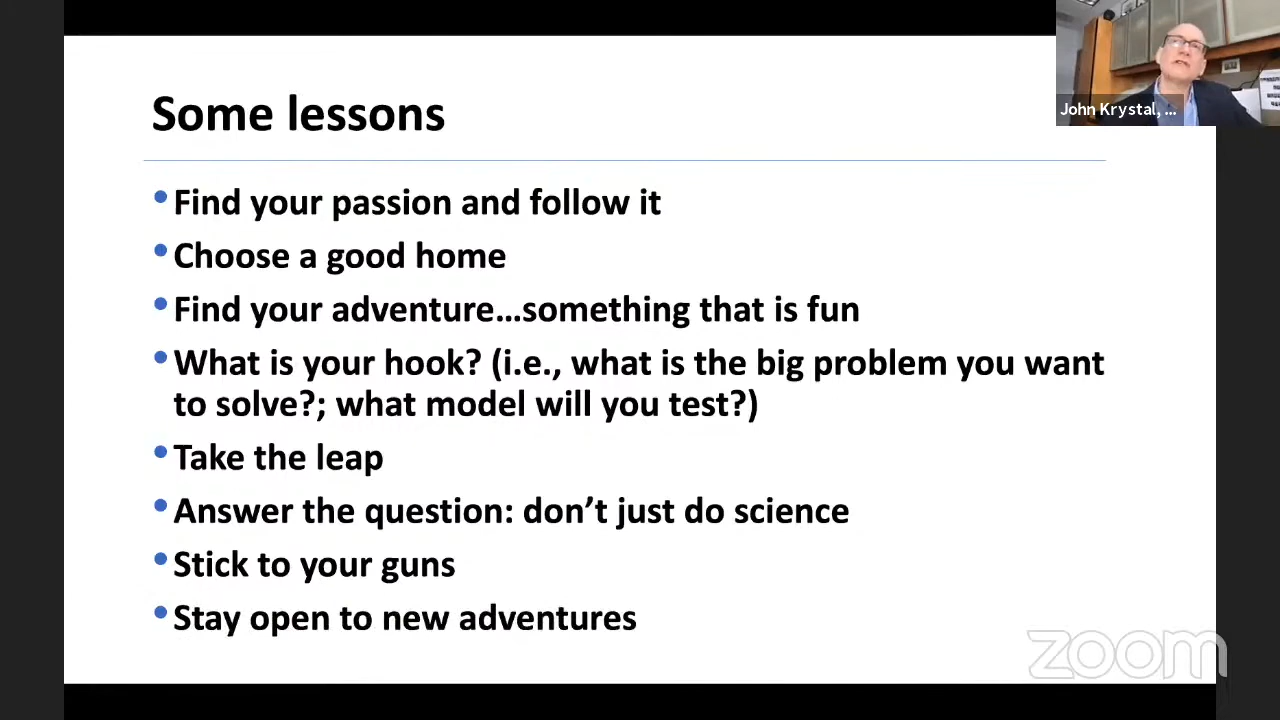 Some lessons
John Krystal, ...
•Find your passion and follow it
•Choose a good home
•Find your adventure…something that is fun
•What is your hook? (i.e., what is the big problem you want
to solve?; what model will you test?)
•Take the leap
•Answer the question: don’t just do science
•Stick to your guns
•Stay open to new adventures
zoom